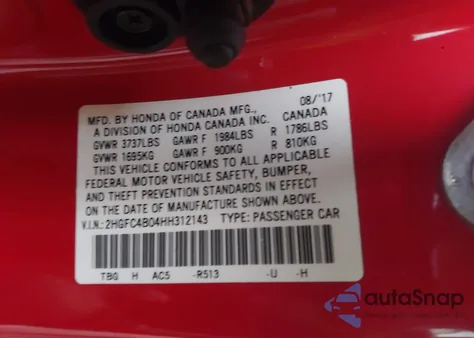 MFD. BY HONDA OF CANADA MFG., 08/'17
A DIVISION OF HONDA CANADA INC. CANADA
GVWR 3737LBS GAWR F 1984LBS R 1786LBS
GVWR 1695KG GAWR F 900KG R 810KG
THIS VEHICLE CONFORMS TO ALL APPLICABLE
FEDERAL MOTOR VEHICLE SAFETY, BUMPER,
AND THEFT PREVENTION STANDARDS IN EFFECT
ON THE DATE OF MANUFACTURE SHOWN ABOVE.
V.I.N.: 2HGFC4B04HH312143 TYPE: PASSENGER CAR
TBG H AC5 -R513 -U -H
autaSnap